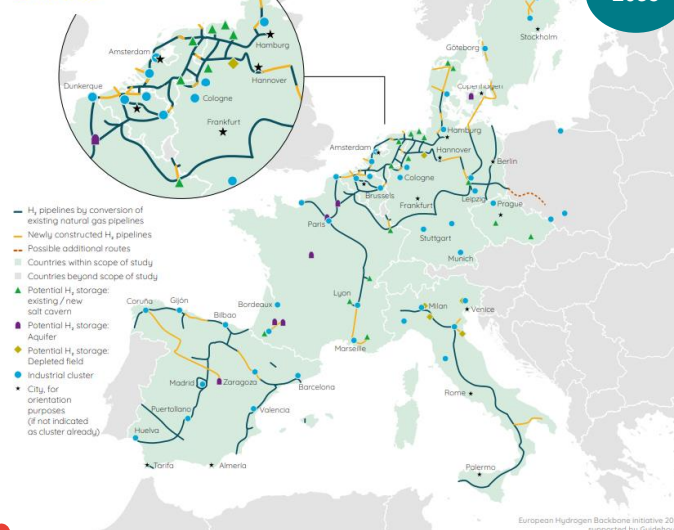 Hamburg
Amsterdam
Hannover
Dunkerque
Cologne
Frankfurt
Stockholm
Göteborg
Copenhagen
Hamburg
Amsterdam
Hannover
Berlin
Cologne
Brussels
Leipzig
Frankfurt
Prague
Paris
Stuttgart
Munich
H₂ pipelines by conversion of
existing natural gas pipelines
Newly constructed H₂ pipelines
Possible additional routes
Countries within scope of study
Countries beyond scope of study
Potential H₂ storage:
existing / new
salt cavern
Potential H₂ storage:
Aquifer
Potential H₂ storage:
Depleted field
Industrial cluster
City, for
orientation
purposes
(if not indicated
as cluster already)
Lyon
Milan
Venice
Coruña
Gijón
Bordeaux
Bilbao
Marseille
Madrid
Zaragoza
Barcelona
Rome
Puertollano
Valencia
Huelva
Tarifa
Almeria
Palermo
European Hydrogen Backbone initiative 20